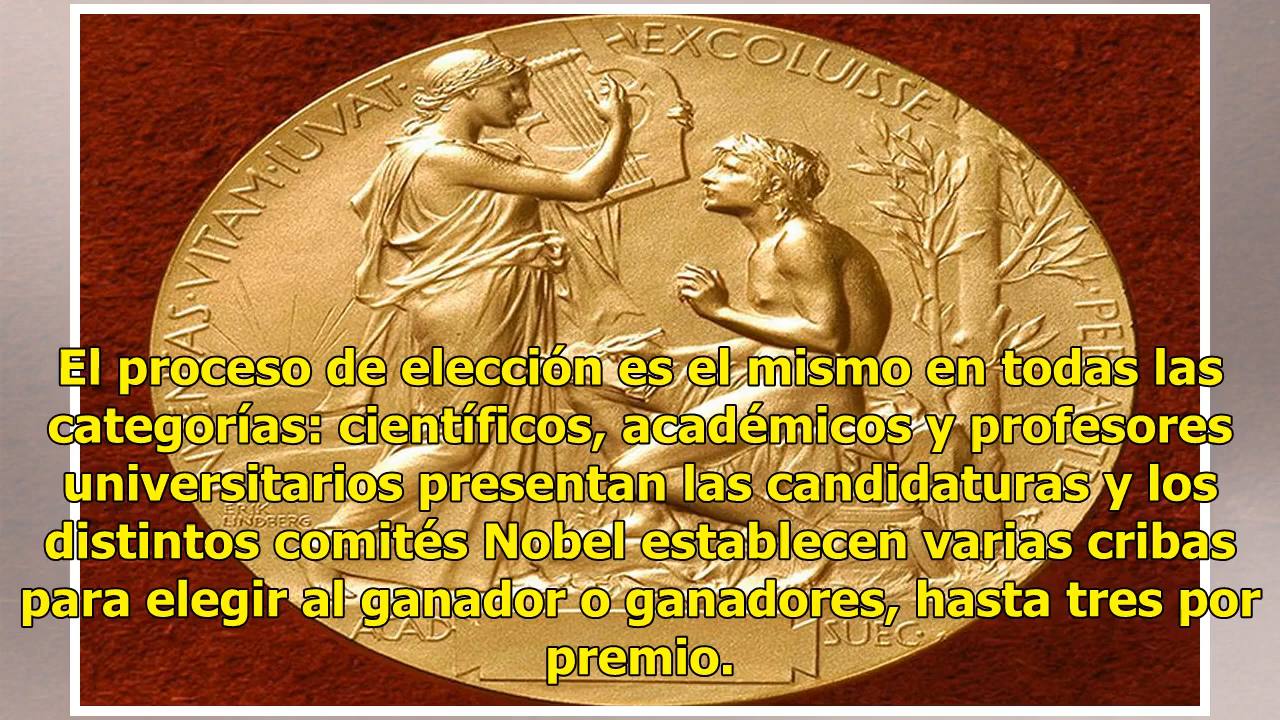 INVENTAS·VITAM·IUVAT·EXCOLUISSE·PER·ARTES
El proceso de elección es el mismo en todas las
categorías: científicos, académicos y profesores
universitarios presentan las candidaturas y los
distintos comités Nobel establecen varias cribas
para elegir al ganador o ganadores, hasta tres por
premio.
ERIK
LINDBERG
ACAD
SUEC·